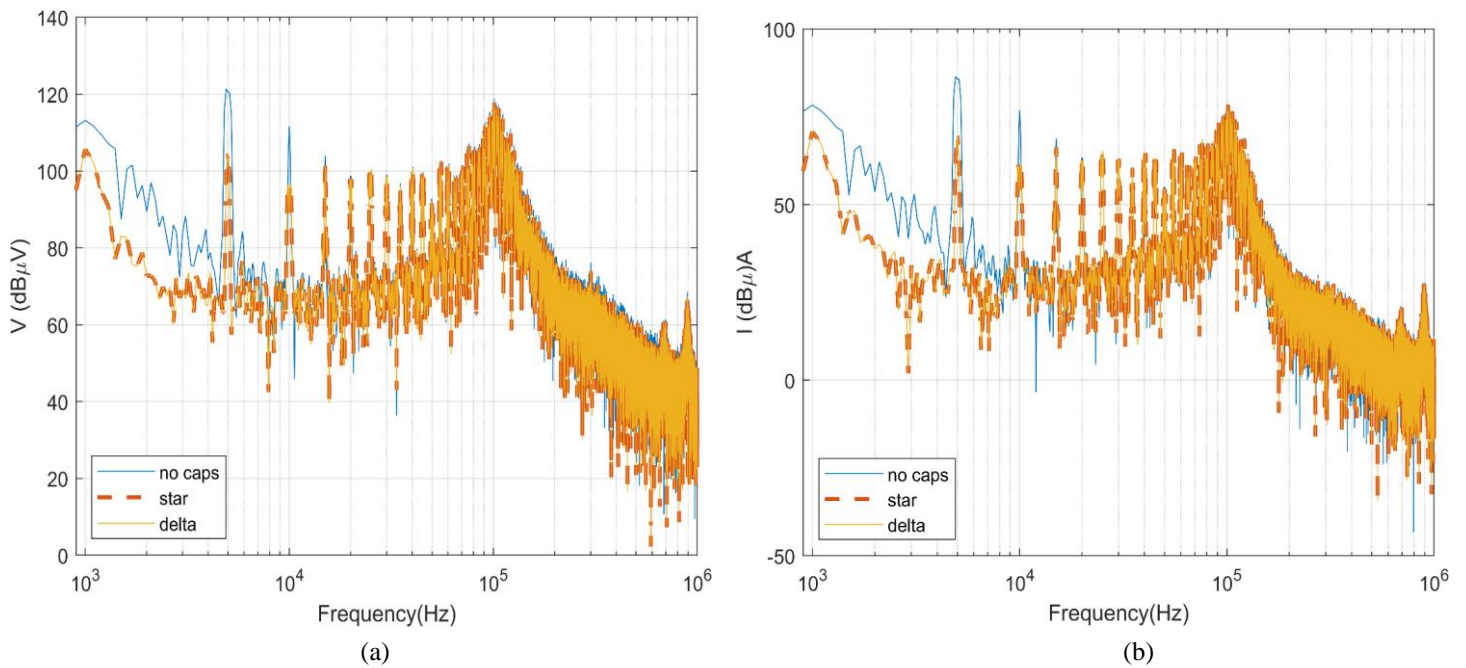 140
120
100
80
60
40
20
0
V (dBμV)
no caps
star
delta
10^3
10^4
10^5
10^6
Frequency(Hz)
(a)
100
50
0
-50
I (dBμ)A
no caps
star
delta
10^3
10^4
10^5
10^6
Frequency(Hz)
(b)